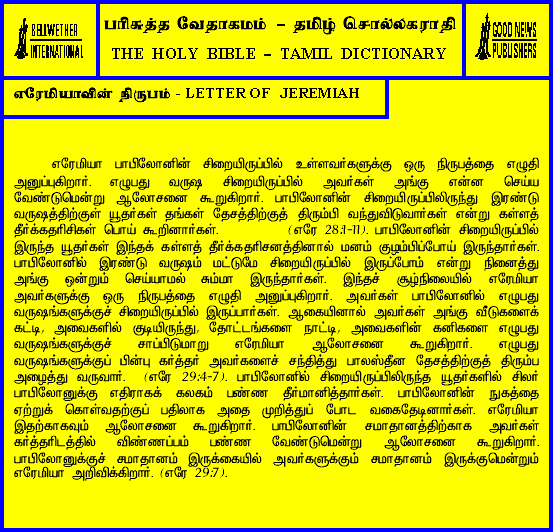 BELLWETHER
INTERNATIONAL
பரிசுத்த வேதாகமம் – தமிழ் சொல்லகராதி
THE HOLY BIBLE – TAMIL DICTIONARY
GOOD NEWS
PUBLISHERS
எரேமியாவின் நிருபம் - LETTER OF JEREMIAH
எரேமியா பாபிலோனின் சிறையிருப்பில் உள்ளவர்களுக்கு ஒரு நிருபத்தை எழுதி
அனுப்புகிறார். எழுபது வருஷ சிறையிருப்பில் அவர்கள் அங்கு என்ன செய்ய
வேண்டுமென்று ஆலோசனை கூறுகிறார். பாபிலோனின் சிறையிருப்பிலிருந்து இரண்டு
வருஷத்திற்குள் யூதர்கள் தங்கள் தேசத்திற்குத் திரும்பி வந்துவிடுவார்கள் என்று கள்ளத்
தீர்க்கதரிசிகள் பொய் கூறினார்கள். (எரே 28:1-11). பாபிலோனின் சிறையிருப்பில்
இருந்த யூதர்கள் இந்தக் கள்ளத் தீர்க்கதரிசனத்தினால் மனம் குழம்பிப்போய் இருந்தார்கள்.
பாபிலோனில் இரண்டு வருஷம் மட்டுமே சிறையிருப்பில் இருப்போம் என்று நினைத்து
அங்கு ஒன்றும் செய்யாமல் சும்மா இருந்தார்கள். இந்தச் சூழ்நிலையில் எரேமியா
அவர்களுக்கு ஒரு நிருபத்தை எழுதி அனுப்புகிறார். அவர்கள் பாபிலோனில் எழுபது
வருஷங்களுக்குச் சிறையிருப்பில் இருப்பார்கள். ஆகையினால் அவர்கள் அங்கு வீடுகளைக்
கட்டி, அவைகளில் குடியிருந்து, தோட்டங்களை நாட்டி, அவைகளின் கனிகளை எழுபது
வருஷங்களுக்குச் சாப்பிடுமாறு எரேமியா ஆலோசனை கூறுகிறார். எழுபது
வருஷங்களுக்குப் பின்பு கர்த்தர் அவர்களைச் சந்தித்து பாலஸ்தீன தேசத்திற்குத் திரும்ப
அழைத்து வருவார். (எரே 29:4-7). பாபிலோனில் சிறையிருப்பிலிருந்த யூதர்களில் சிலர்
பாபிலோனுக்கு எதிராகக் கலகம் பண்ண தீர்மானித்தார்கள். பாபிலோனின் நுகத்தை
ஏற்றுக் கொள்வதற்குப் பதிலாக அதை முறித்துப் போட வகைதேடினார்கள். எரேமியா
இதற்காகவும் ஆலோசனை கூறுகிறார். பாபிலோனின் சமாதானத்திற்காக அவர்கள்
கர்த்தரிடத்தில் விண்ணப்பம் பண்ண வேண்டுமென்று ஆலோசனை கூறுகிறார்.
பாபிலோனுக்குச் சமாதானம் இருக்கையில் அவர்களுக்கும் சமாதானம் இருக்குமென்றும்
எரேமியா அறிவிக்கிறார். (எரே 29:7).